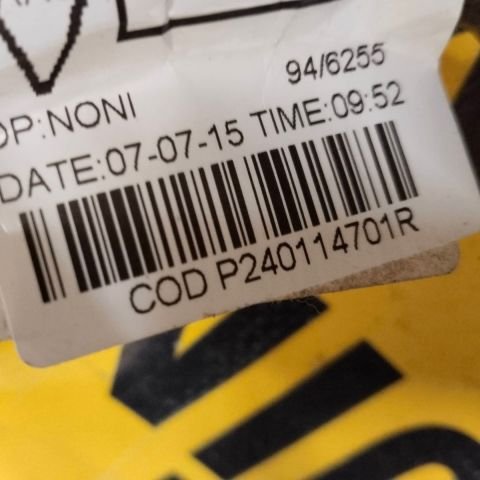 94/6255
OP:NONI
DATE:07-07-15 TIME:09:52
COD P240114701R